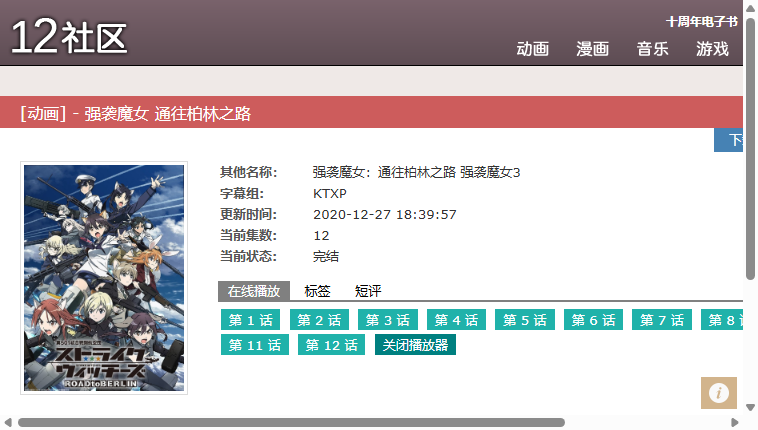 12社区
十周年电子书
动画 漫画 音乐 游戏
[动画] - 强袭魔女 通往柏林之路
下
其他名称: 强袭魔女：通往柏林之路 强袭魔女3
字幕组: KTXP
更新时间: 2020-12-27 18:39:57
当前集数: 12
当前状态: 完结
在线播放 标签 短评
第 1 话 第 2 话 第 3 话 第 4 话 第 5 话 第 6 话 第 7 话 第 8
第 11 话 第 12 话 关闭播放器
ストライク
ウィッチーズ
ROADtoBERLIN
i